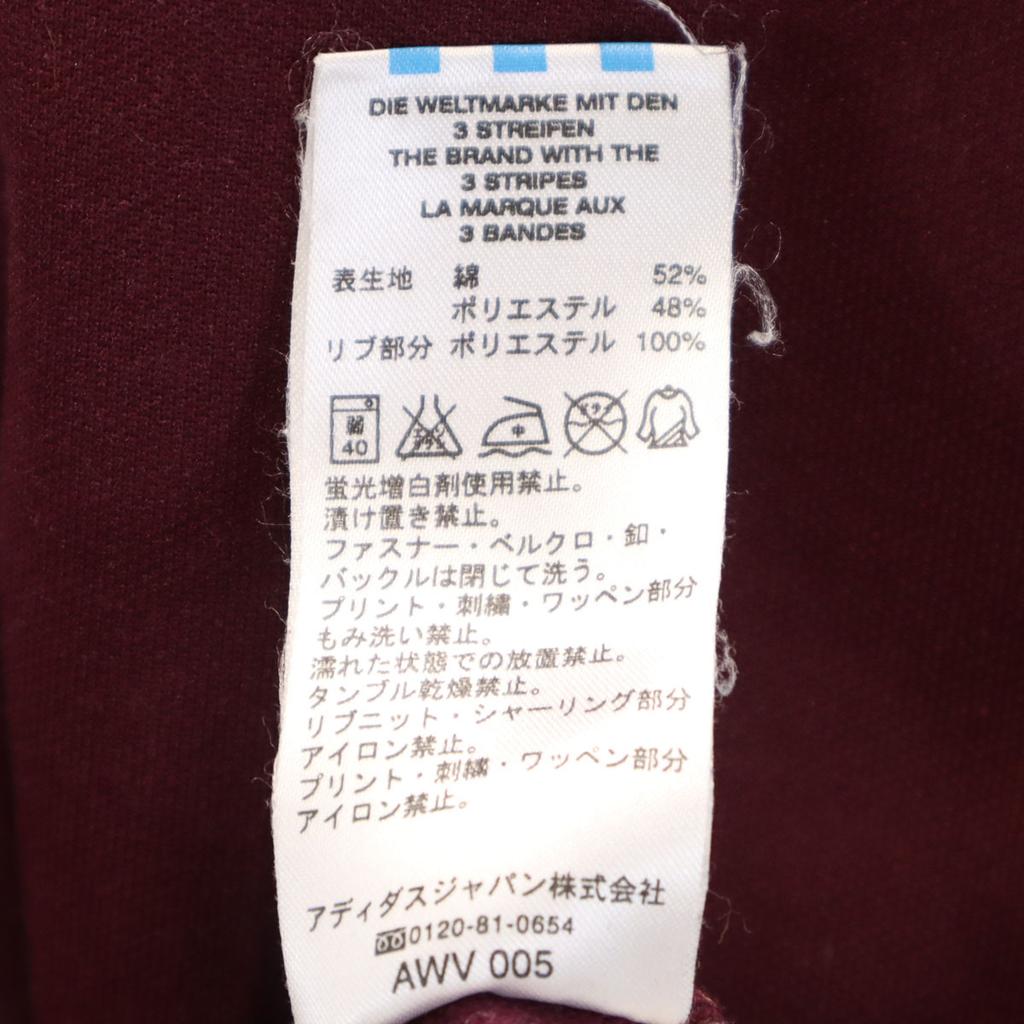 DIE WELTMARKE MIT DEN
3 STREIFEN
THE BRAND WITH THE
3 STRIPES
LA MARQUE AUX
3 BANDES
表生地 綿 52%
ポリエステル 48%
リブ部分 ポリエステル 100%
弱
40
中
蛍光増白剤使用禁止。
漬け置き禁止。
ファスナー・ベルクロ・釦・
バックルは閉じて洗う。
プリント・刺繍・ワッペン部分
もみ洗い禁止。
濡れた状態での放置禁止。
タンブル乾燥禁止。
リブニット・シャーリング部分
アイロン禁止。
プリント・刺繍・ワッペン部分
アイロン禁止。
アディダスジャパン株式会社
0120-81-0654
AWV 005